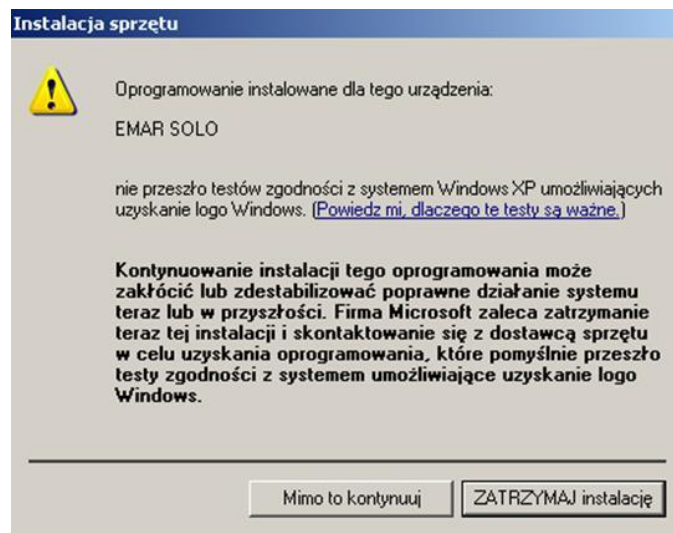 Instalacja sprzętu
Oprogramowanie instalowane dla tego urządzenia:
EMAR SOLO
nie przeszło testów zgodności z systemem Windows XP umożliwiających
uzyskanie logo Windows. (Powiedz mi, dlaczego te testy są ważne.)
Kontynuowanie instalacji tego oprogramowania może
zakłócić lub zdestabilizować poprawne działanie systemu
teraz lub w przyszłości. Firma Microsoft zaleca zatrzymanie
teraz tej instalacji i skontaktowanie się z dostawcą sprzętu
w celu uzyskania oprogramowania, które pomyślnie przeszło
testy zgodności z systemem umożliwiające uzyskanie logo
Windows.
Mimo to kontynuuj ZATRZYMAJ instalację